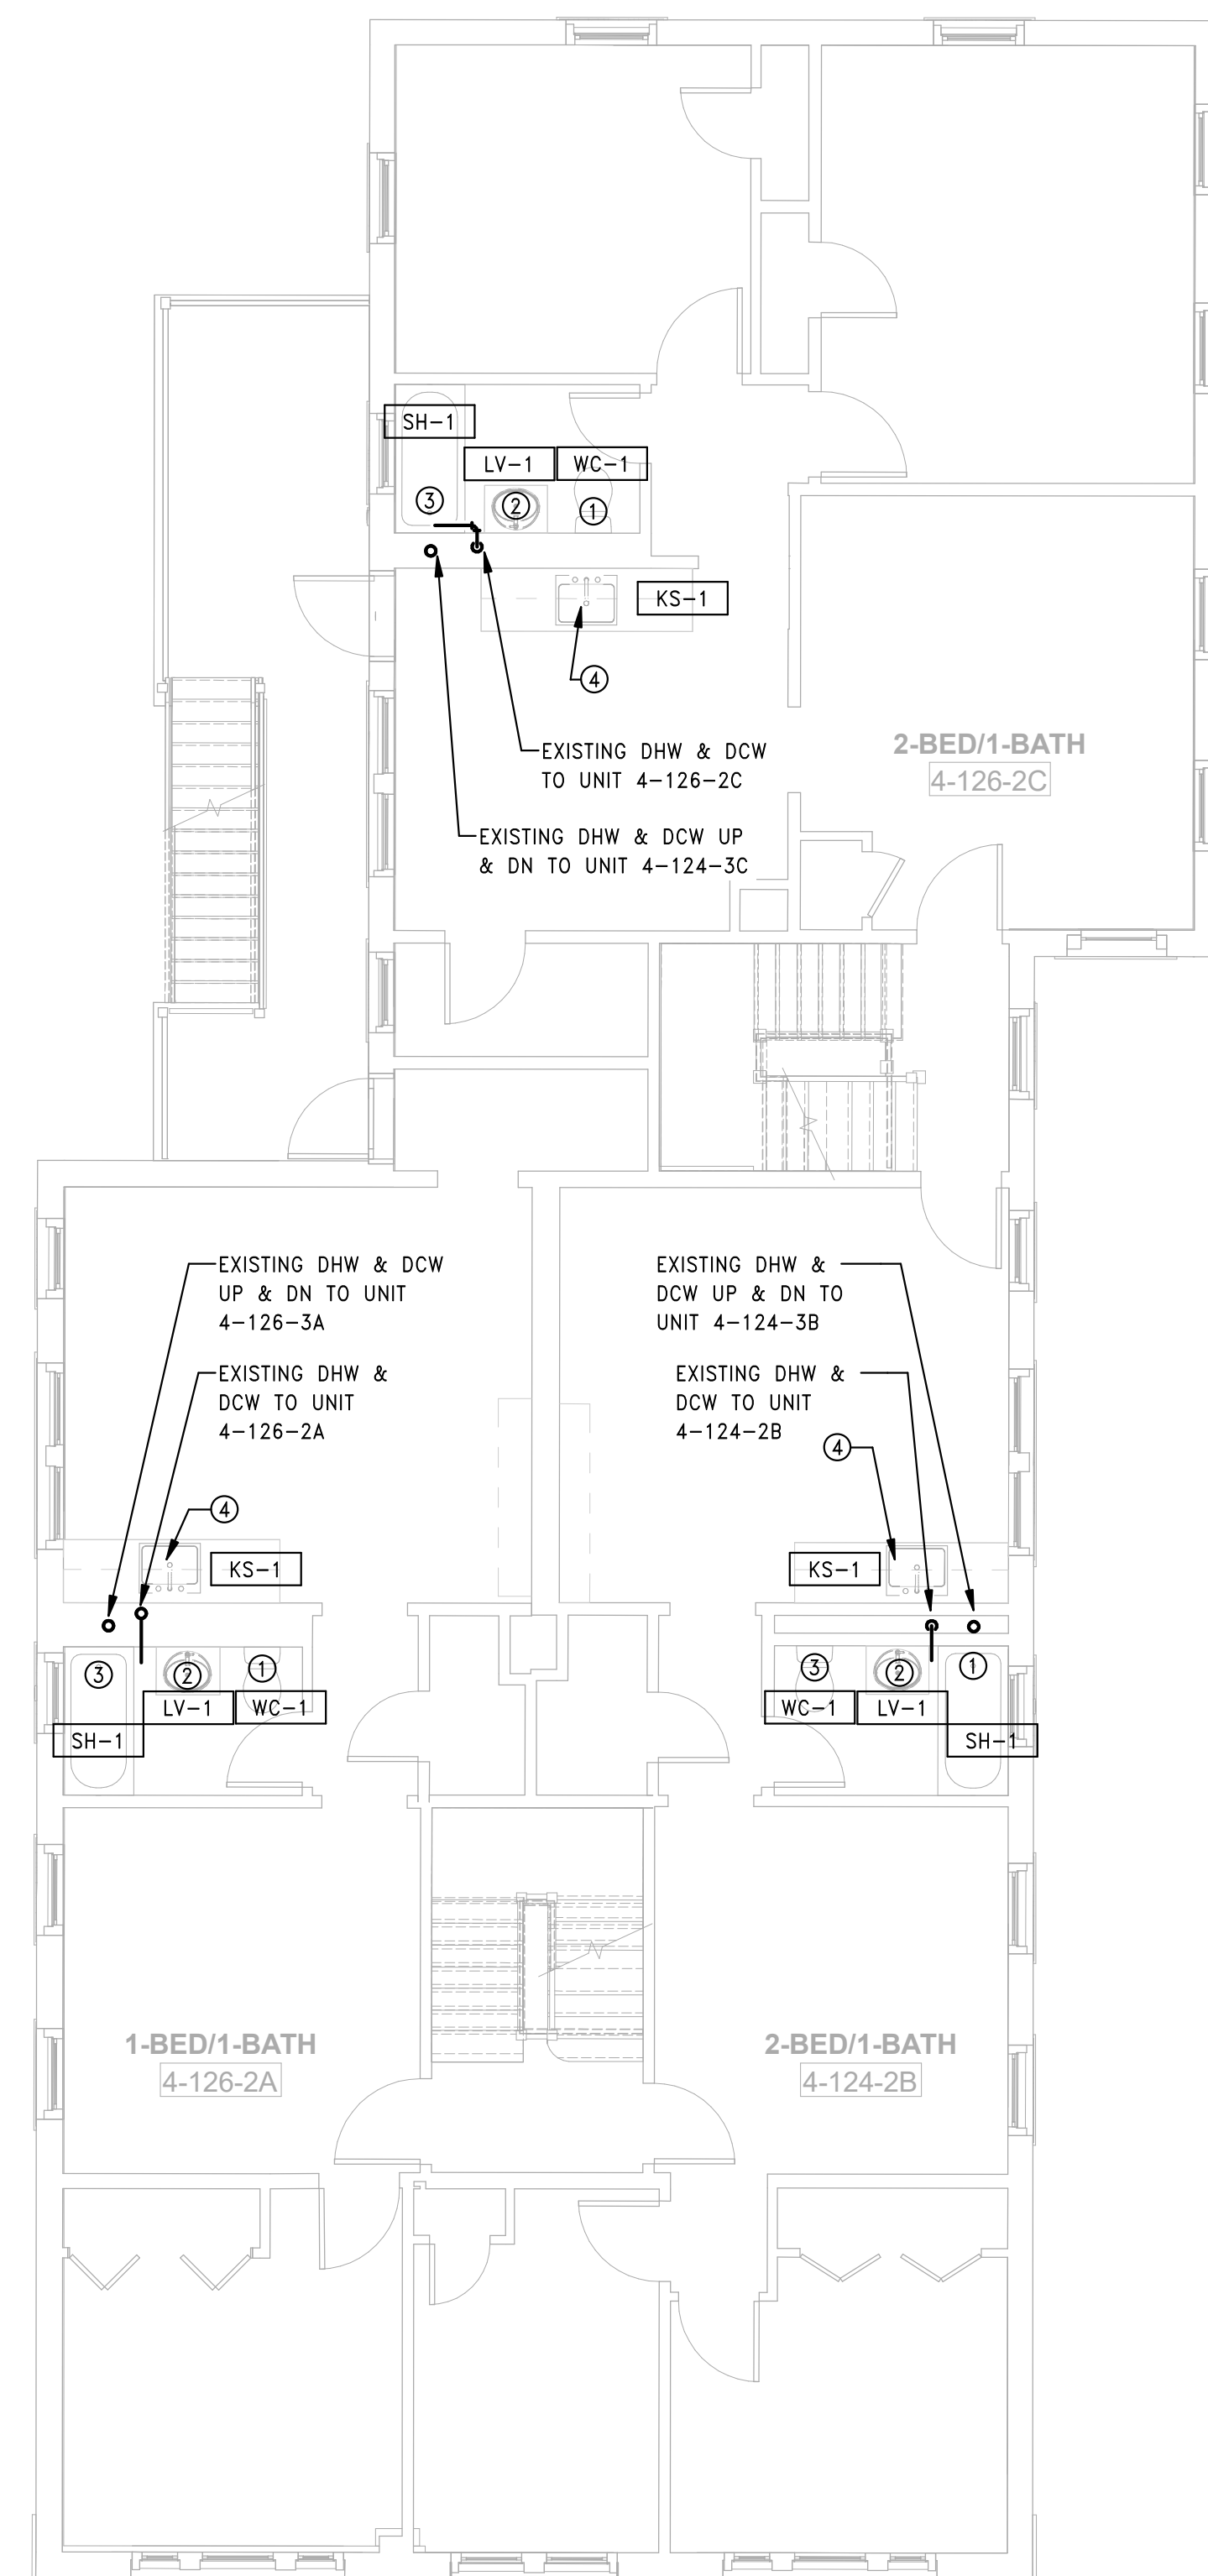 SH-1
LV-1
WC-1
3
2
1
KS-1
4
EXISTING DHW & DCW
TO UNIT 4-126-2C
EXISTING DHW & DCW UP
& DN TO UNIT 4-124-3C
2-BED/1-BATH
4-126-2C
EXISTING DHW & DCW
UP & DN TO UNIT
4-126-3A
EXISTING DHW &
DCW TO UNIT
4-126-2A
EXISTING DHW &
DCW UP & DN TO
UNIT 4-124-3B
EXISTING DHW &
DCW TO UNIT
4-124-2B
4
4
KS-1
KS-1
3
2
1
LV-1
WC-1
SH-1
3
2
1
WC-1
LV-1
SH-1
1-BED/1-BATH
4-126-2A
2-BED/1-BATH
4-124-2B